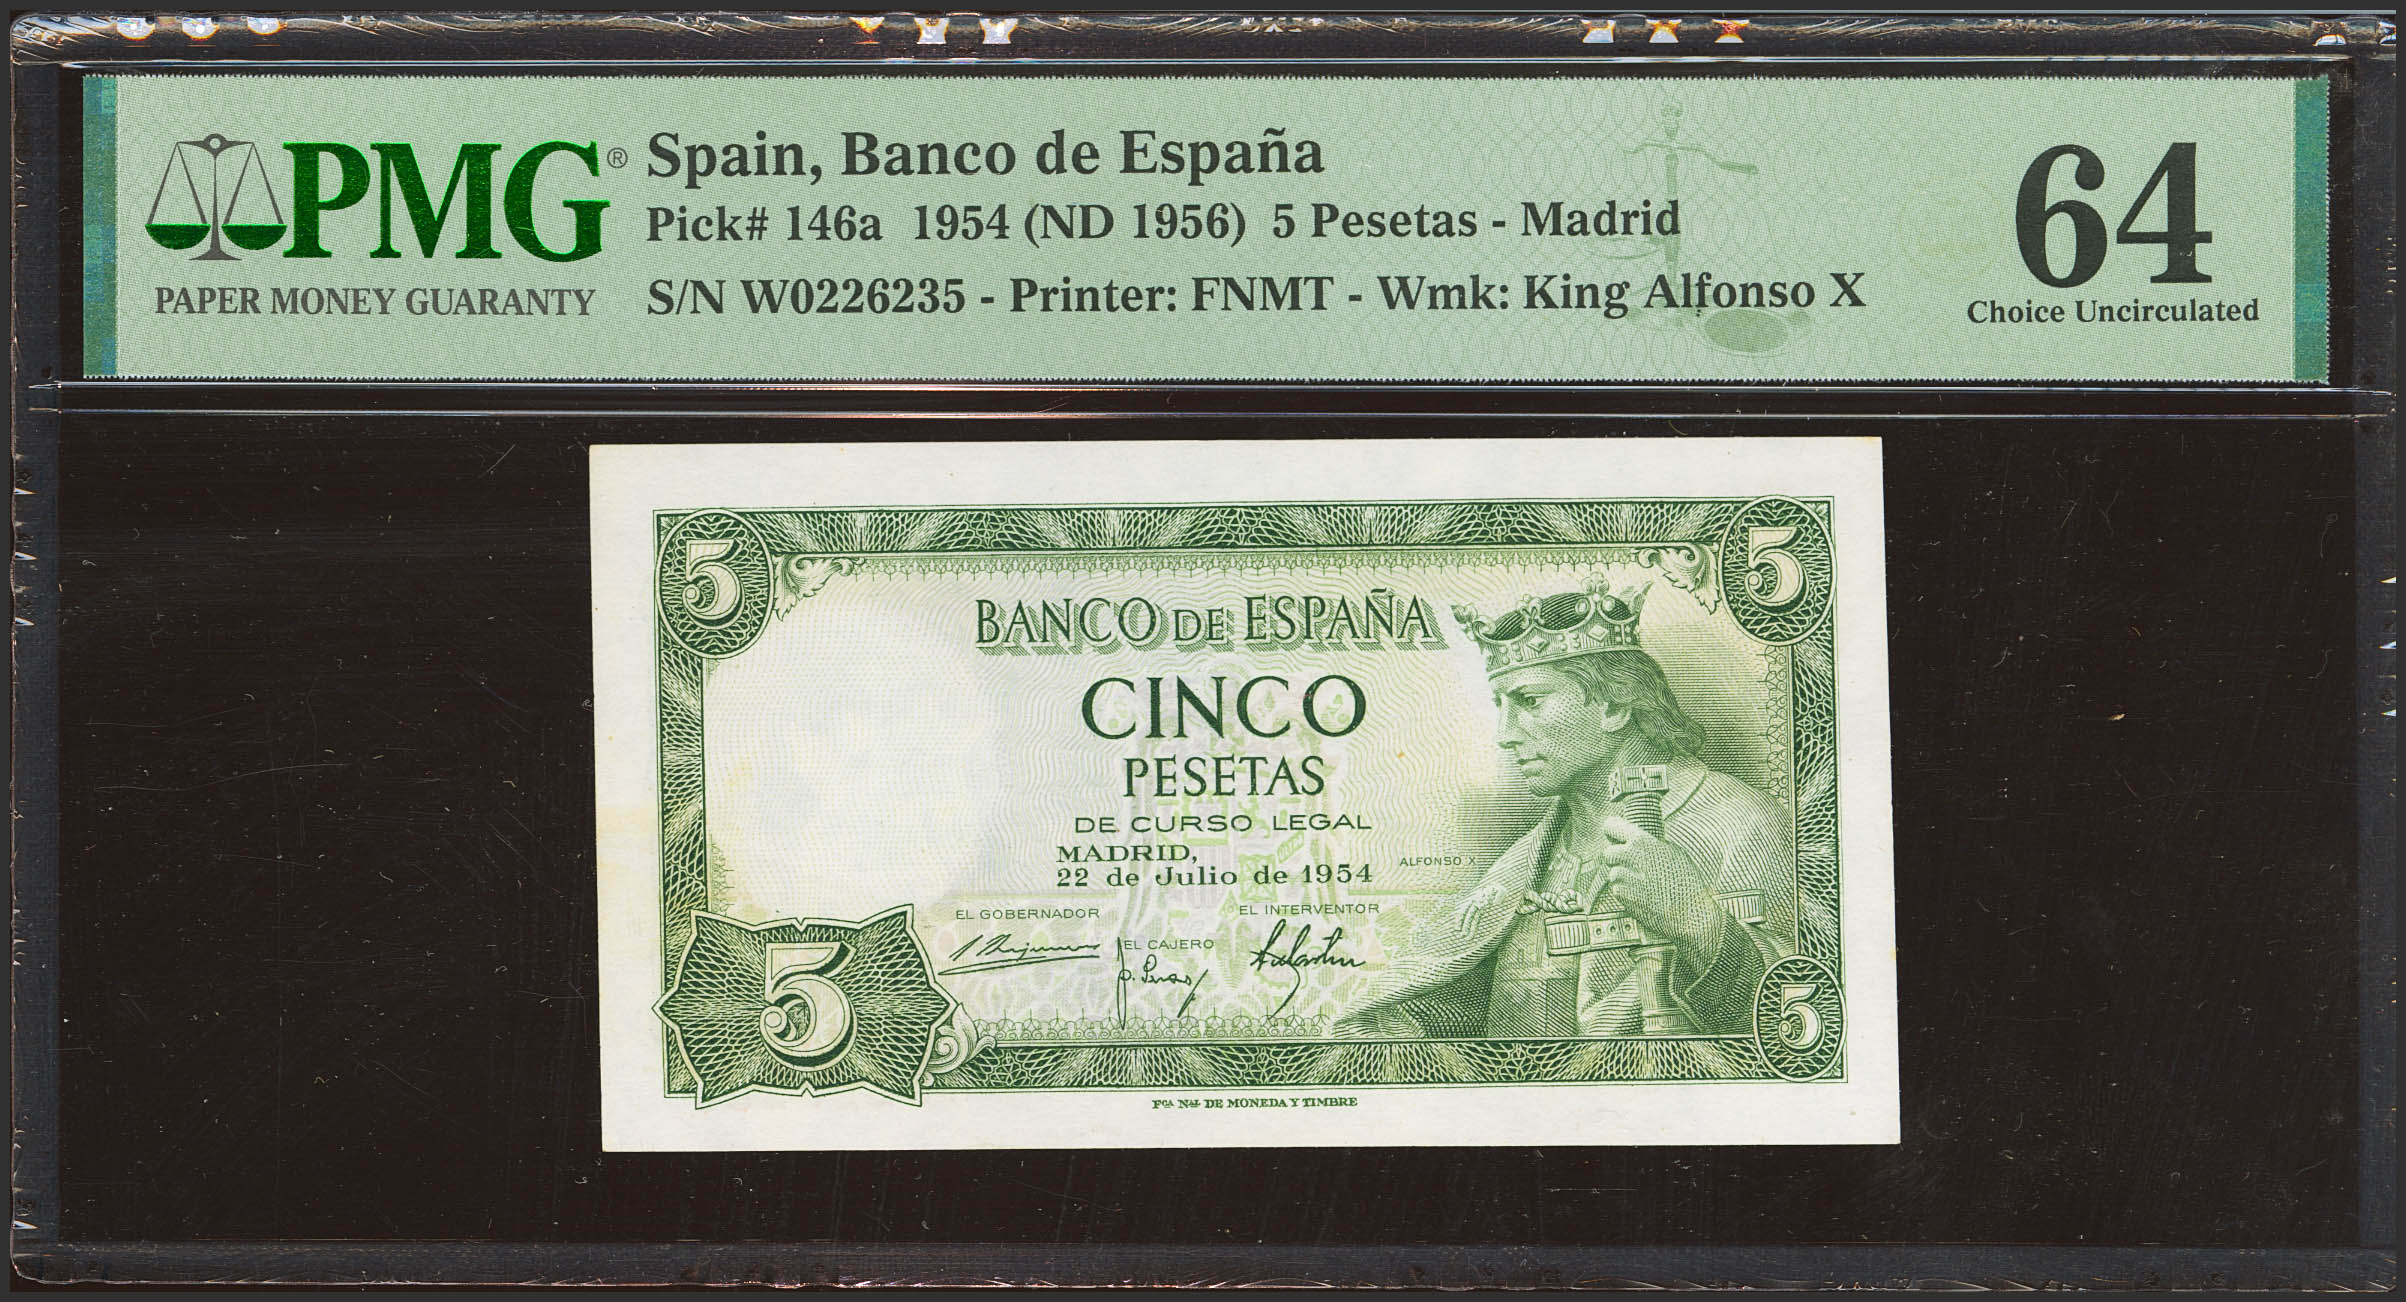 PMG®
PAPER MONEY GUARANTY
Spain, Banco de España
Pick# 146a 1954 (ND 1956) 5 Pesetas - Madrid
S/N W0226235 - Printer: FNMT - Wmk: King Alfonso X
64
Choice Uncirculated
5
5
BANCO DE ESPAÑA
CINCO
PESETAS
DE CURSO LEGAL
MADRID,
22 de Julio de 1954
ALFONSO X
EL GOBERNADOR
EL INTERVENTOR
EL CAJERO
5
5
FCA NAL DE MONEDA Y TIMBRE